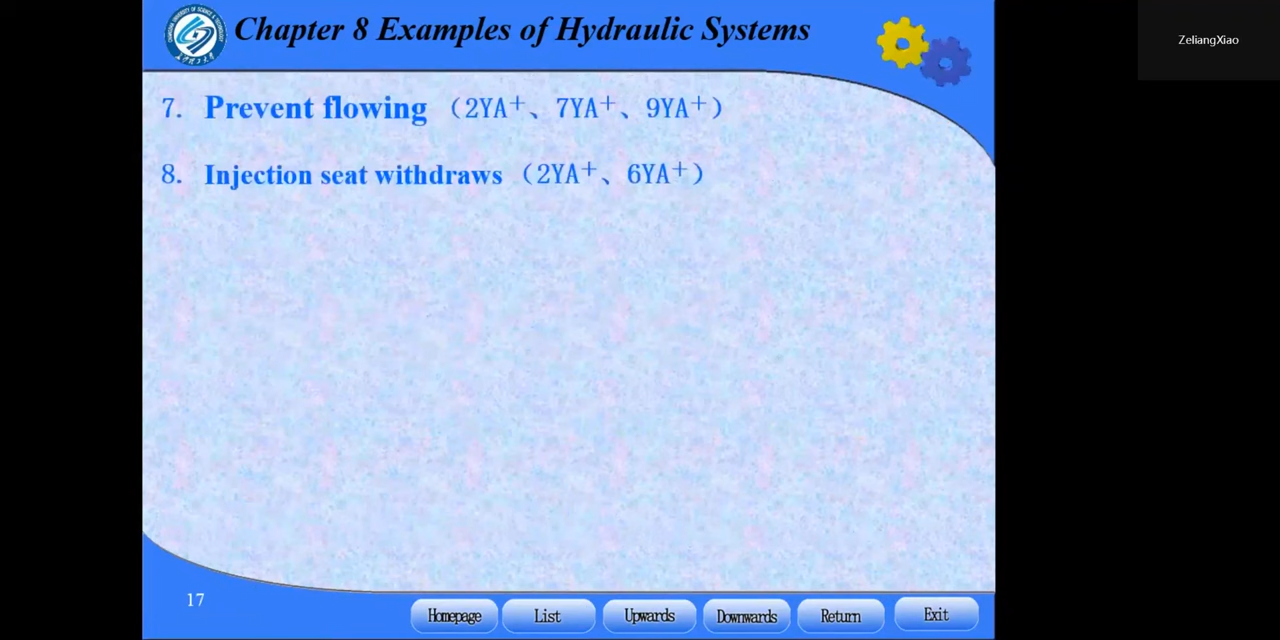 Chapter 8 Examples of Hydraulic Systems
ZeliangXiao
7. Prevent flowing （2YA+、7YA+、9YA+）
8. Injection seat withdraws （2YA+、6YA+）
17
Homepage List Upwards Downwards Return Exit